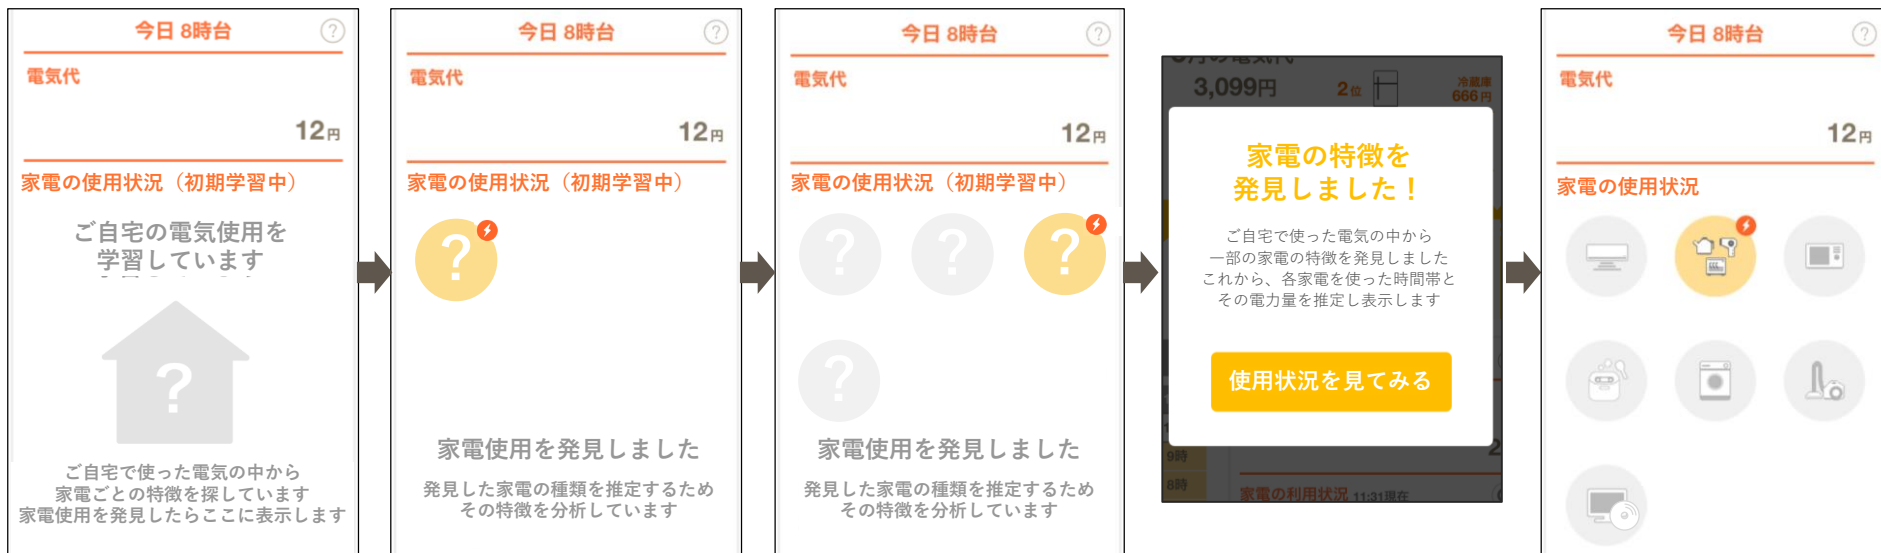 今日 8時台
?
電気代
12円
家電の使用状況（初期学習中）
ご自宅の電気使用を
学習しています
?
ご自宅で使った電気の中から
家電ごとの特徴を探しています
家電使用を発見したらここに表示します
今日 8時台
?
電気代
12円
家電の使用状況（初期学習中）
?
家電使用を発見しました
発見した家電の種類を推定するため
その特徴を分析しています
今日 8時台
?
電気代
12円
家電の使用状況（初期学習中）
? ? ?
?
家電使用を発見しました
発見した家電の種類を推定するため
その特徴を分析しています
月の電気代
3,099円
2位
冷蔵庫
666円
家電の特徴を
発見しました！
ご自宅で使った電気の中から
一部の家電の特徴を発見しました
これから、各家電を使った時間帯と
その電力量を推定し表示します
使用状況を見てみる
9時
8時
家電の利用状況 11:31現在
今日 8時台
?
電気代
12円
家電の使用状況